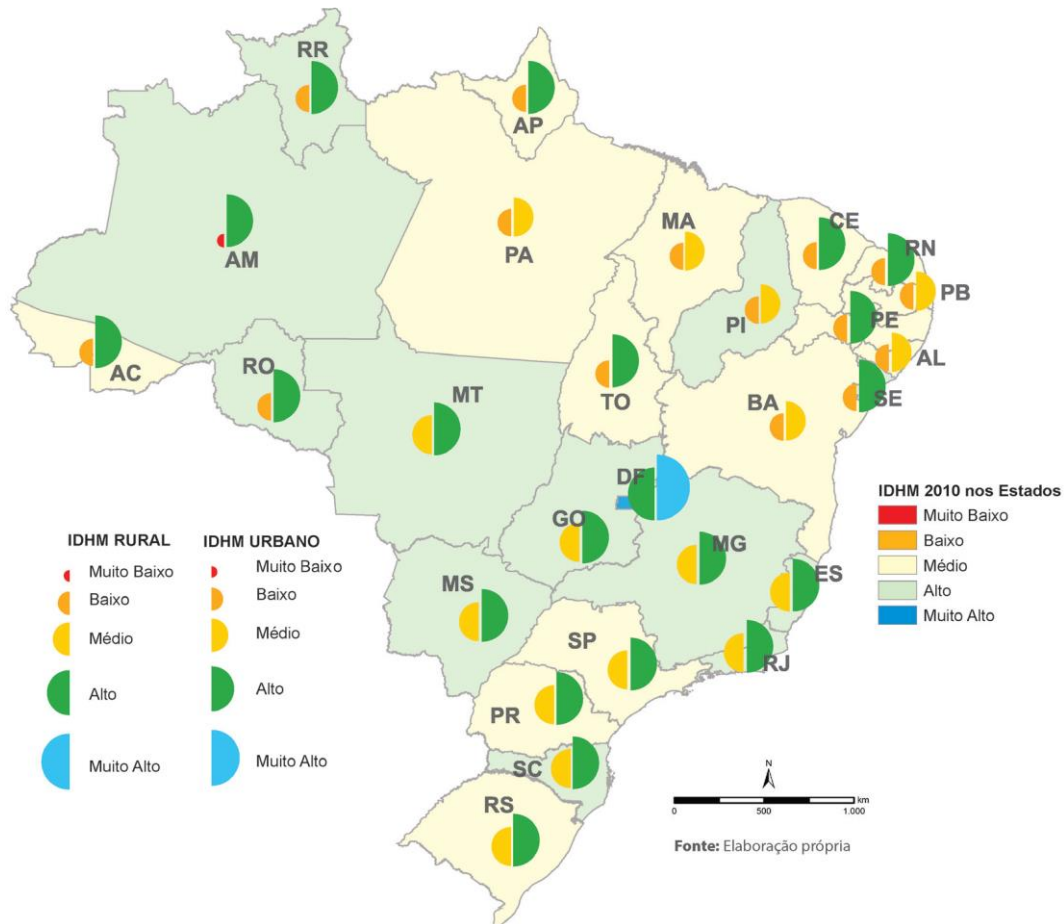 RR
AP
AM
PA
MA
CE
RN
PB
PI
PE
AL
SE
AC
RO
MT
TO
BA
DF
GO
MG
ES
MS
SP
RJ
PR
SC
RS
IDHM RURAL
Muito Baixo
Baixo
Médio
Alto
Muito Alto
IDHM URBANO
Muito Baixo
Baixo
Médio
Alto
Muito Alto
IDHM 2010 nos Estados
Muito Baixo
Baixo
Médio
Alto
Muito Alto
N
0 500 1.000 km
Fonte: Elaboração própria